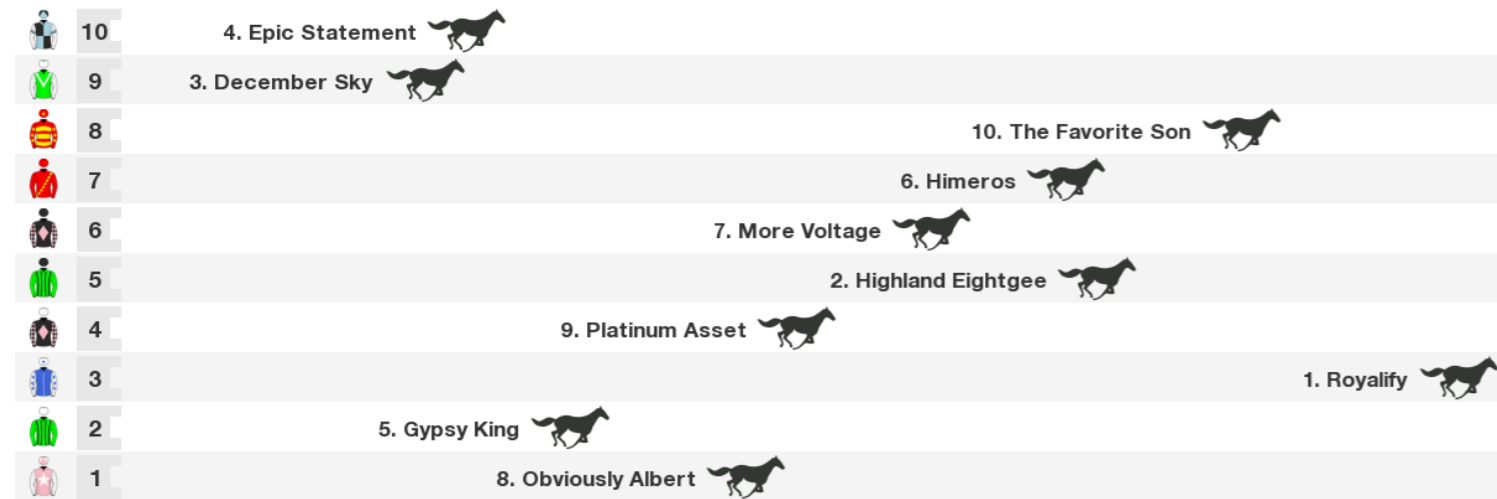 10 4. Epic Statement
9 3. December Sky
8 10. The Favorite Son
7 6. Himeros
6 7. More Voltage
5 2. Highland Eightgee
4 9. Platinum Asset
3 1. Royalify
2 5. Gypsy King
1 8. Obviously Albert